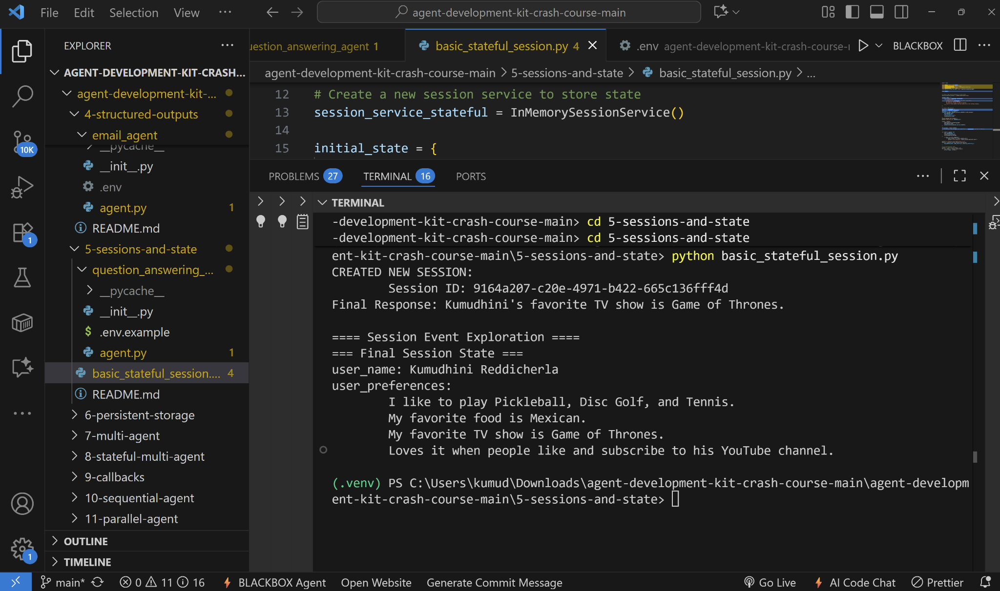 File Edit Selection View ···
agent-development-kit-crash-course-main
EXPLORER
AGENT-DEVELOPMENT-KIT-CRASH...
agent-development-kit-...
4-structured-outputs
email_agent
__pycache__
__init__.py
.env
agent.py 1
README.md
5-sessions-and-state
question_answering_...
__pycache__
__init__.py
.env.example
agent.py 1
basic_stateful_session.... 4
README.md
6-persistent-storage
7-multi-agent
8-stateful-multi-agent
9-callbacks
10-sequential-agent
11-parallel-agent
OUTLINE
TIMELINE
10K
1
1
uestion_answering_agent 1
basic_stateful_session.py 4
.env agent-development-kit-crash-course-
BLACKBOX
agent-development-kit-crash-course-main > 5-sessions-and-state > basic_stateful_session.py > ...
12 # Create a new session service to store state
13 session_service_stateful = InMemorySessionService()
14
15 initial_state = {
PROBLEMS 27 TERMINAL 16 PORTS
TERMINAL
-development-kit-crash-course-main> cd 5-sessions-and-state
-development-kit-crash-course-main> cd 5-sessions-and-state
ent-kit-crash-course-main\5-sessions-and-state> python basic_stateful_session.py
CREATED NEW SESSION:
Session ID: 9164a207-c20e-4971-b422-665c136fff4d
Final Response: Kumudhini's favorite TV show is Game of Thrones.
==== Session Event Exploration ====
=== Final Session State ===
user_name: Kumudhini Reddicherla
user_preferences:
I like to play Pickleball, Disc Golf, and Tennis.
My favorite food is Mexican.
My favorite TV show is Game of Thrones.
Loves it when people like and subscribe to his YouTube channel.
(.venv) PS C:\Users\kumud\Downloads\agent-development-kit-crash-course-main\agent-developm
ent-kit-crash-course-main\5-sessions-and-state>
main* 0 11 16 BLACKBOX Agent Open Website Generate Commit Message Go Live AI Code Chat Prettier